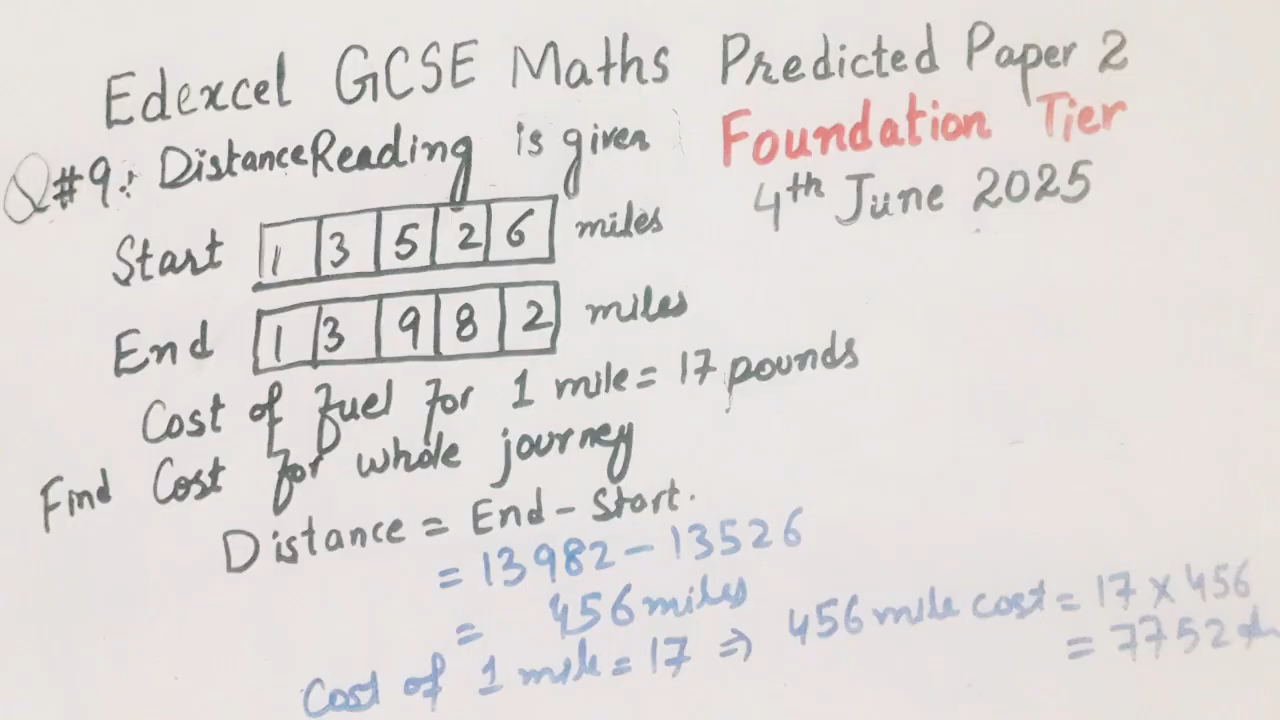 Edexcel GCSE Maths Predicted Paper 2
Foundation Tier
4th June 2025
Q#9: Distance Reading is given
Start 1 3 5 2 6 miles
End 1 3 9 8 2 miles
Cost of fuel for 1 mile = 17 pounds
Find Cost for whole journey
Distance = End - Start.
= 13982 - 13526
= 456 miles
Cost of 1 mile = 17 ⇒ 456 mile cost = 17 x 456
= 7752